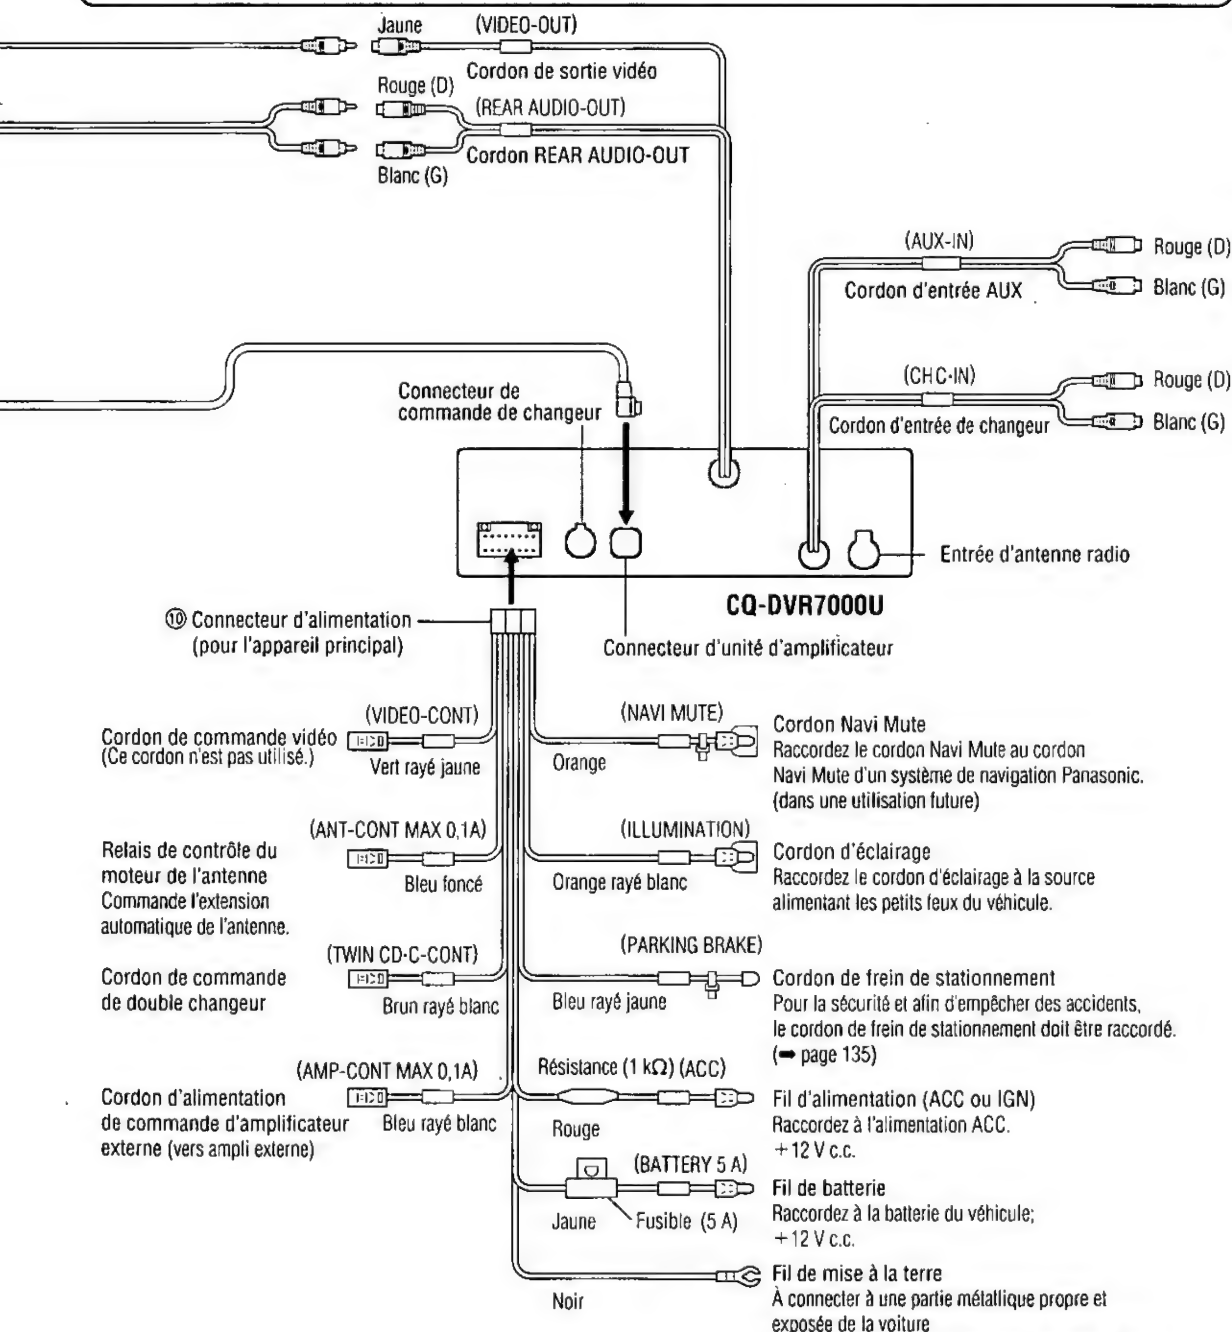 Jaune
(VIDEO-OUT)
Cordon de sortie vidéo
Rouge (D)
(REAR AUDIO-OUT)
Cordon REAR AUDIO-OUT
Blanc (G)
(AUX-IN)
Rouge (D)
Cordon d'entrée AUX
Blanc (G)
(CHC-IN)
Rouge (D)
Cordon d'entrée de changeur
Blanc (G)
Connecteur de
commande de changeur
Entrée d'antenne radio
CQ-DVR7000U
⑩ Connecteur d'alimentation
(pour l'appareil principal)
Connecteur d'unité d'amplificateur
(VIDEO-CONT)
Cordon de commande vidéo
(Ce cordon n'est pas utilisé.)
Vert rayé jaune
(NAVI MUTE)
Orange
Cordon Navi Mute
Raccordez le cordon Navi Mute au cordon
Navi Mute d'un système de navigation Panasonic.
(dans une utilisation future)
(ANT-CONT MAX 0,1A)
Relais de contrôle du
moteur de l'antenne
Commande l'extension
automatique de l'antenne.
Bleu foncé
(ILLUMINATION)
Orange rayé blanc
Cordon d'éclairage
Raccordez le cordon d'éclairage à la source
alimentant les petits feux du véhicule.
(TWIN CD-C-CONT)
Cordon de commande
de double changeur
Brun rayé blanc
(PARKING BRAKE)
Bleu rayé jaune
Cordon de frein de stationnement
Pour la sécurité et afin d'empêcher des accidents,
le cordon de frein de stationnement doit être raccordé.
(➡ page 135)
(AMP-CONT MAX 0,1A)
Cordon d'alimentation
de commande d'amplificateur
externe (vers ampli externe)
Bleu rayé blanc
Résistance (1 kΩ) (ACC)
Rouge
Fil d'alimentation (ACC ou IGN)
Raccordez à l'alimentation ACC.
+12 V c.c.
(BATTERY 5 A)
Jaune
Fusible (5 A)
Fil de batterie
Raccordez à la batterie du véhicule;
+12 V c.c.
Noir
Fil de mise à la terre
À connecter à une partie métallique propre et
exposée de la voiture